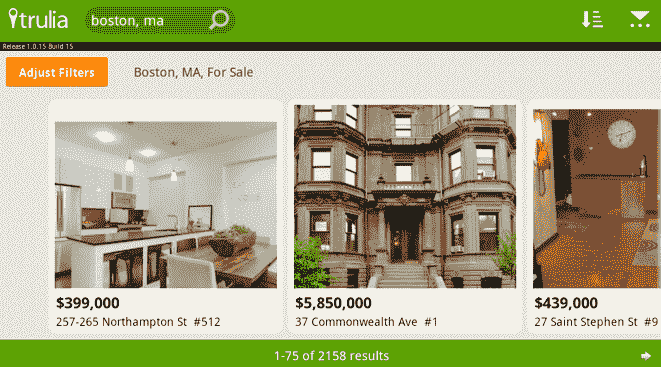 trulia
boston, ma
Release 1.0.15 Build 15
Adjust Filters
Boston, MA, For Sale
$399,000
257-265 Northampton St #512
$5,850,000
37 Commonwealth Ave #1
$439,000
27 Saint Stephen St #9
1-75 of 2158 results